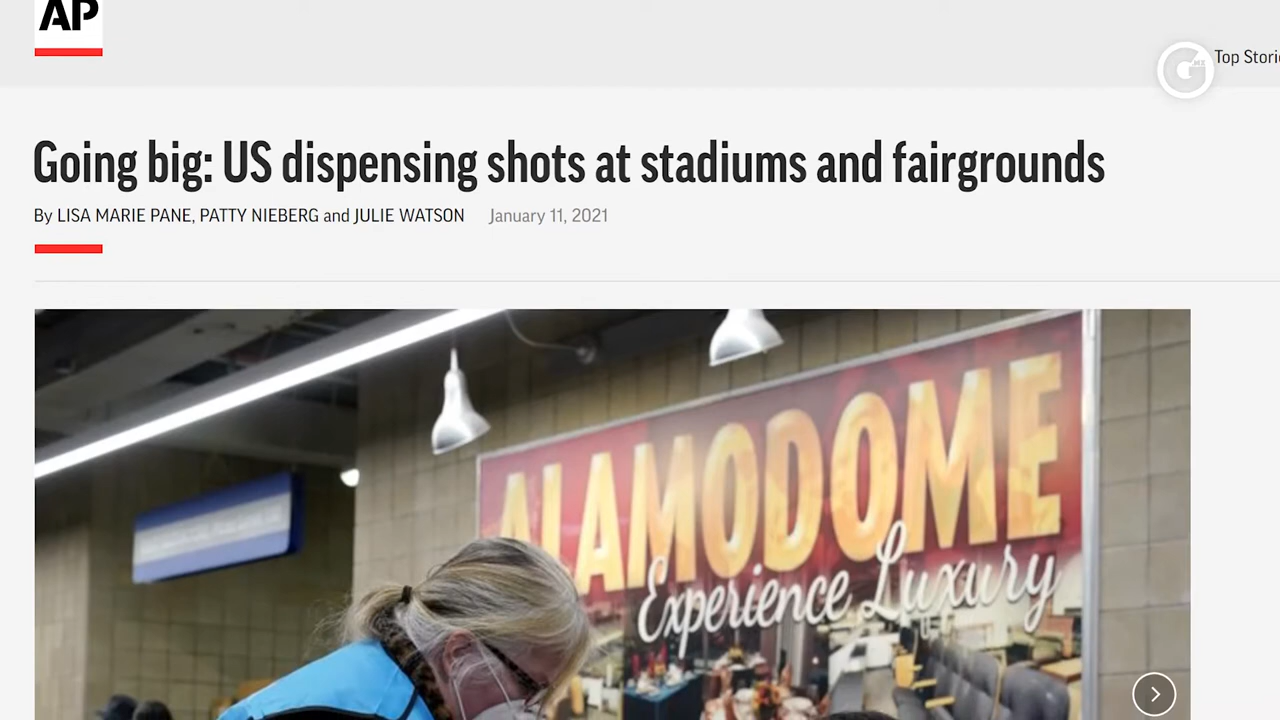 AP
G
Top Stori
Going big: US dispensing shots at stadiums and fairgrounds
By LISA MARIE PANE, PATTY NIEBERG and JULIE WATSON January 11, 2021
ALAMODOME
Experience Luxury